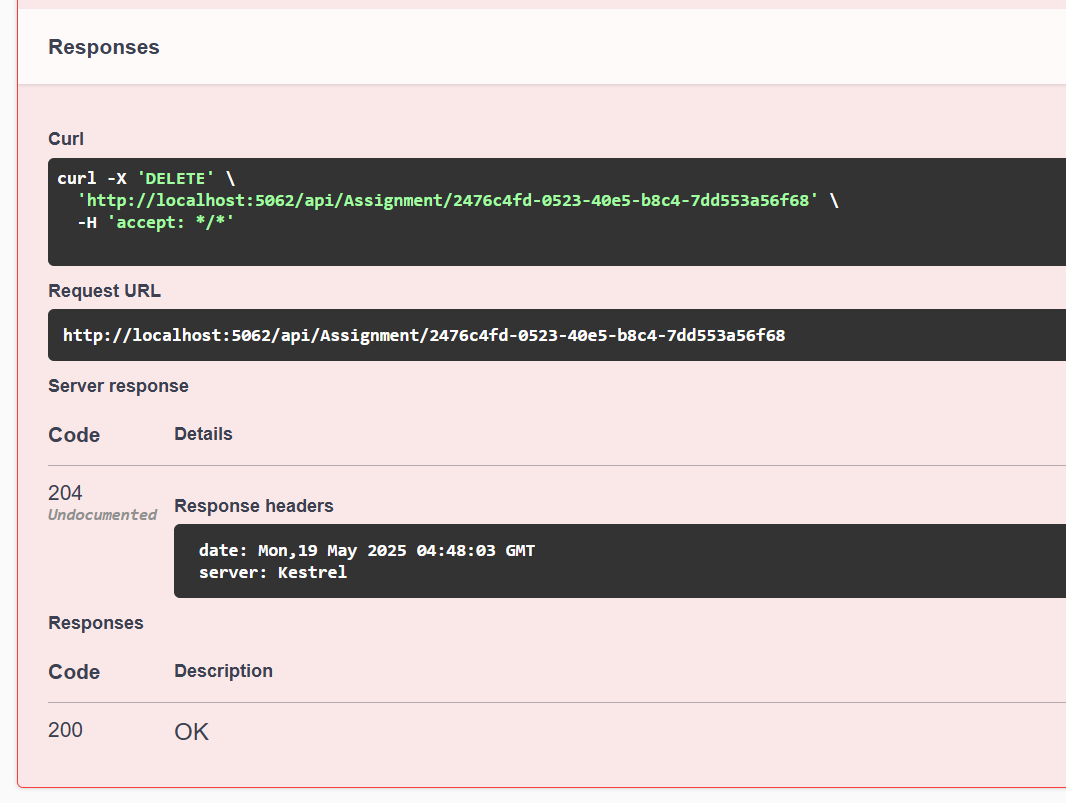 Responses
Curl
curl -X 'DELETE' \
'http://localhost:5062/api/Assignment/2476c4fd-0523-40e5-b8c4-7dd553a56f68' \
-H 'accept: */*'
Request URL
http://localhost:5062/api/Assignment/2476c4fd-0523-40e5-b8c4-7dd553a56f68
Server response
Code Details
204
Undocumented
Response headers
date: Mon,19 May 2025 04:48:03 GMT
server: Kestrel
Responses
Code Description
200 OK